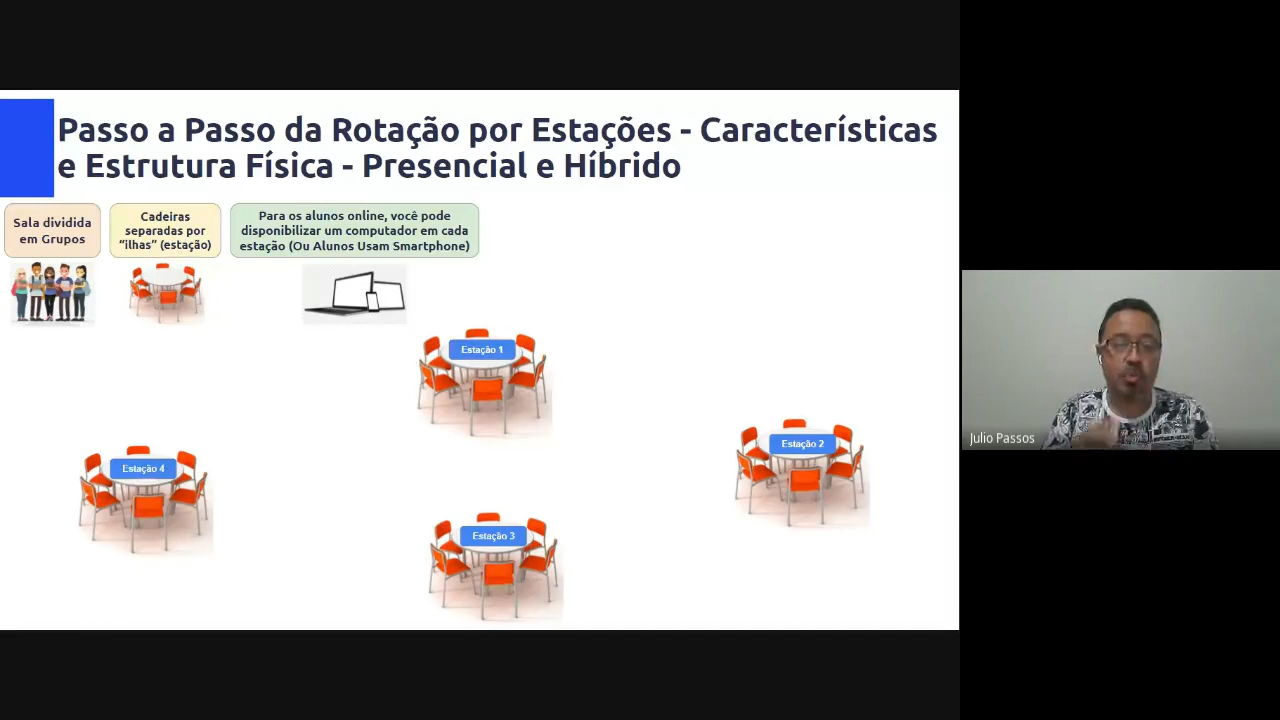 Passo a Passo da Rotação por Estações - Características
e Estrutura Física - Presencial e Híbrido
Sala dividida
em Grupos
Cadeiras
separadas por
“ilhas” (estação)
Para os alunos online, você pode
disponibilizar um computador em cada
estação (Ou Alunos Usam Smartphone)
Estação 1
Estação 2
Estação 4
Estação 3
Julio Passos